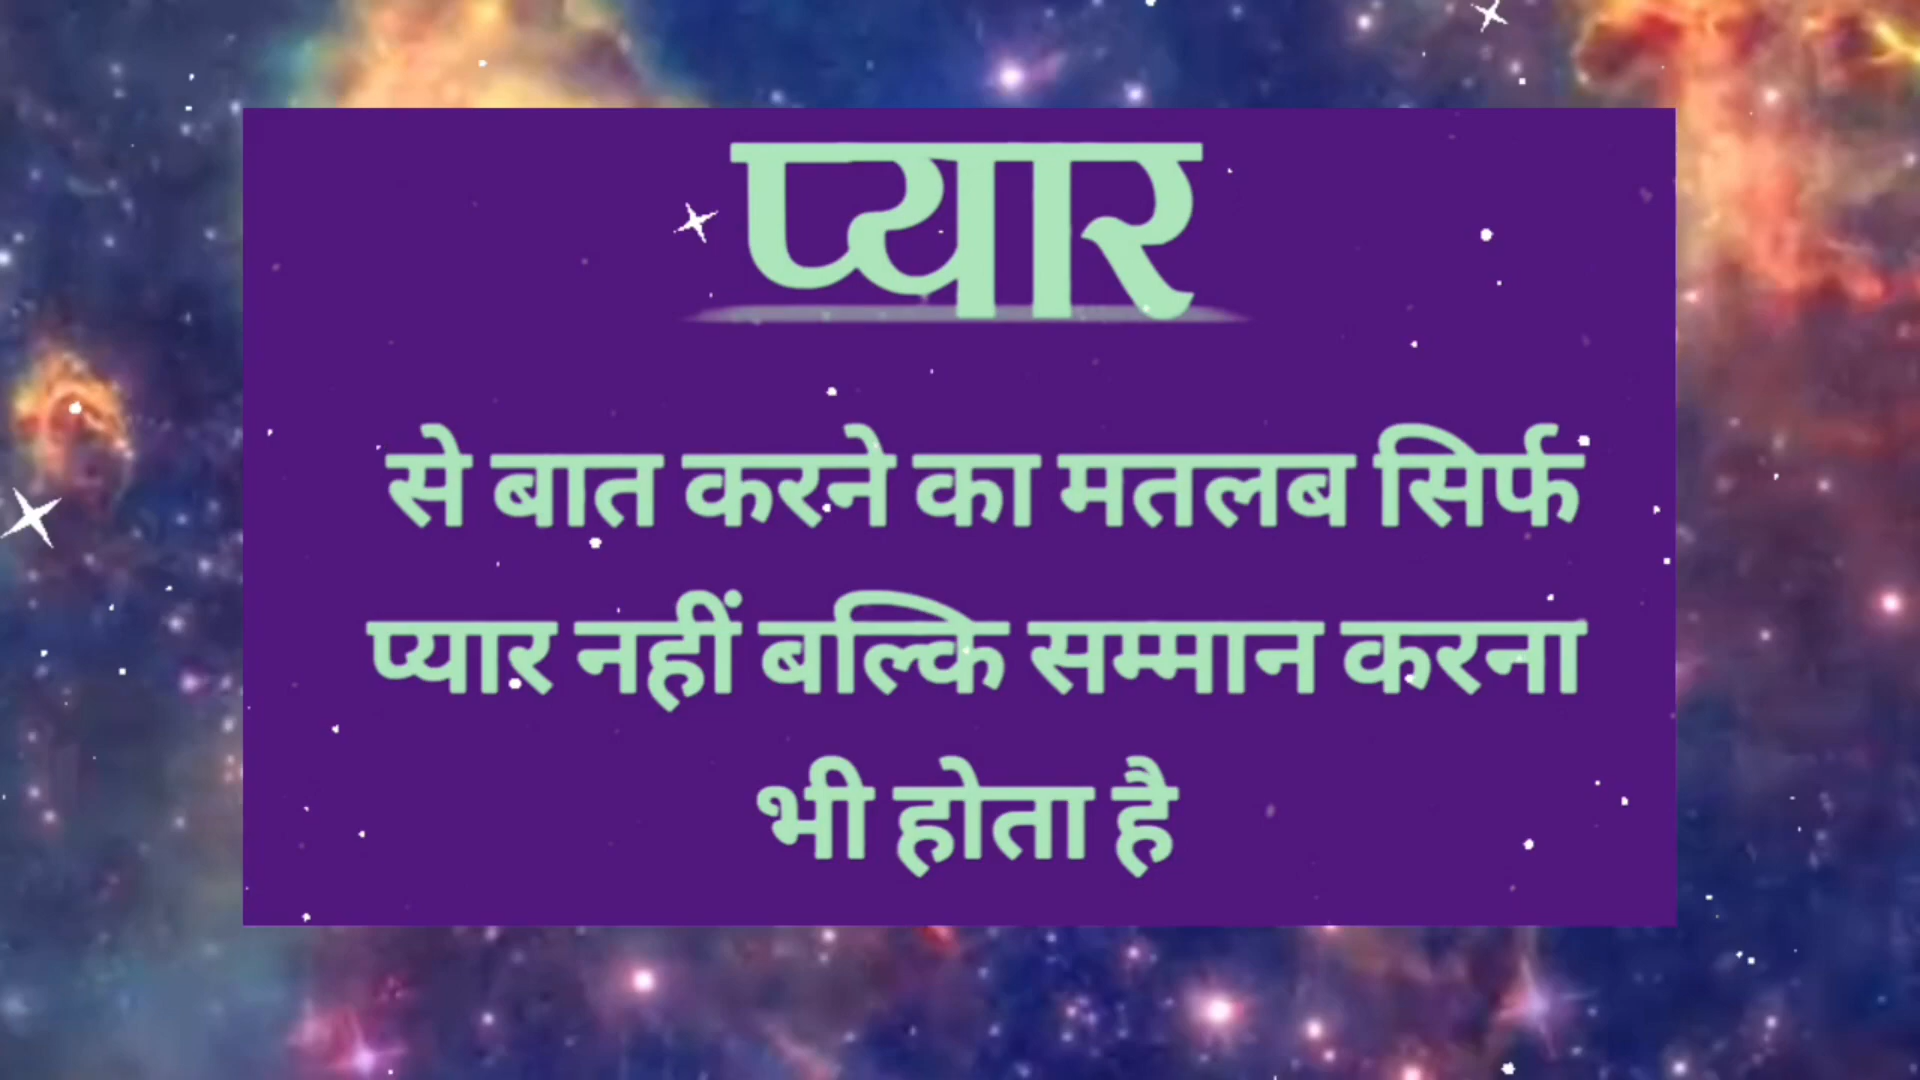 प्यार
से बात करने का मतलब सिर्फ
प्यार नहीं बल्कि सम्मान करना
भी होता है